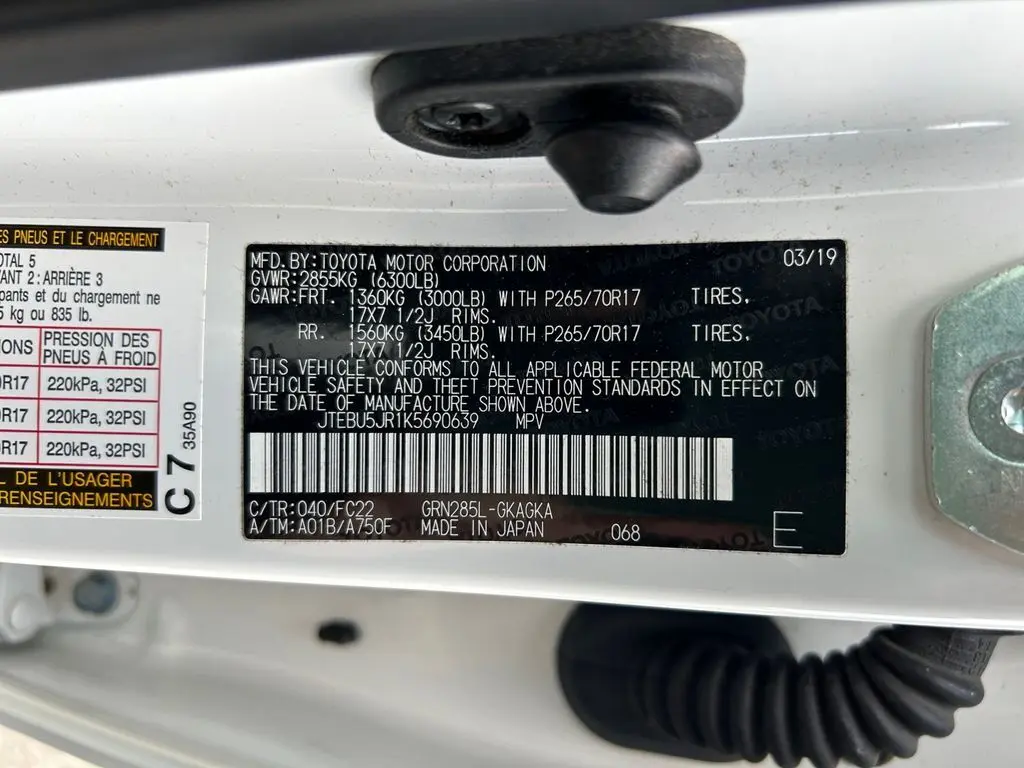 ES PNEUS ET LE CHARGEMENT
OTAL 5
VANT 2 : ARRIÈRE 3
pants et du chargement ne
5 kg ou 835 lb.
IONS
PRESSION DES
PNEUS À FROID
0R17 220kPa, 32PSI
0R17 220kPa, 32PSI
0R17 220kPa, 32PSI
L DE L'USAGER
RENSEIGNEMENTS
C 7 35A90
MFD.BY:TOYOTA MOTOR CORPORATION 03/19
GVWR:2855KG (6300LB)
GAWR:FRT. 1360KG (3000LB) WITH P265/70R17 TIRES,
17X7 1/2J RIMS.
RR. 1560KG (3450LB) WITH P265/70R17 TIRES,
17X7 1/2J RIMS.
THIS VEHICLE CONFORMS TO ALL APPLICABLE FEDERAL MOTOR
VEHICLE SAFETY AND THEFT PREVENTION STANDARDS IN EFFECT ON
THE DATE OF MANUFACTURE SHOWN ABOVE.
JTEBU5JR1K5690639 MPV
C/TR:040/FC22 GRN285L-GKAGKA
A/TM:A01B/A750F MADE IN JAPAN 068 E